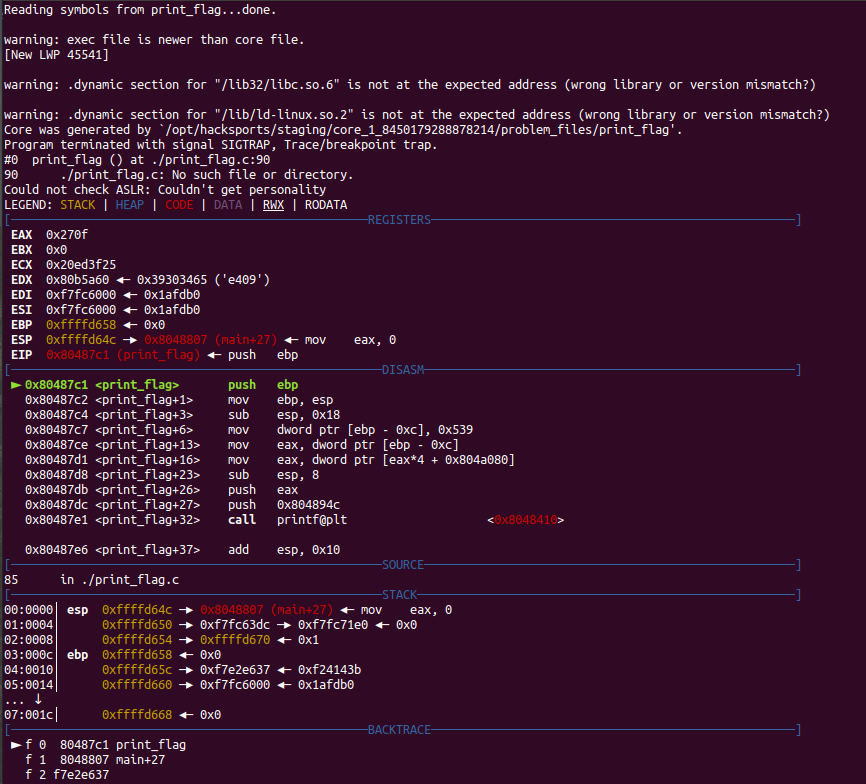 Reading symbols from print_flag...done.
warning: exec file is newer than core file.
[New LWP 45541]
warning: .dynamic section for "/lib32/libc.so.6" is not at the expected address (wrong library or version mismatch?)
warning: .dynamic section for "/lib/ld-linux.so.2" is not at the expected address (wrong library or version mismatch?)
Core was generated by `/opt/hacksports/staging/core_1_8450179288878214/problem_files/print_flag'.
Program terminated with signal SIGTRAP, Trace/breakpoint trap.
#0  print_flag () at ./print_flag.c:90
90      ./print_flag.c: No such file or directory.
Could not check ASLR: Couldn't get personality
LEGEND: STACK | HEAP | CODE | DATA | RWX | RODATA
[──────REGISTERS──────]
 EAX  0x270f
 EBX  0x0
 ECX  0x20ed3f25
 EDX  0x80b5a60 ◂— 0x39303465 ('e409')
 EDI  0xf7fc6000 ◂— 0x1afdb0
 ESI  0xf7fc6000 ◂— 0x1afdb0
 EBP  0xffffd658 ◂— 0x0
 ESP  0xffffd64c —▸ 0x8048807 (main+27) ◂— mov    eax, 0
 EIP  0x80487c1 (print_flag) ◂— push   ebp
[──────DISASM──────]
 ► 0x80487c1 <print_flag>       push   ebp
   0x80487c2 <print_flag+1>     mov    ebp, esp
   0x80487c4 <print_flag+3>     sub    esp, 0x18
   0x80487c7 <print_flag+6>     mov    dword ptr [ebp - 0xc], 0x539
   0x80487ce <print_flag+13>    mov    eax, dword ptr [ebp - 0xc]
   0x80487d1 <print_flag+16>    mov    eax, dword ptr [eax*4 + 0x804a080]
   0x80487d8 <print_flag+23>    sub    esp, 8
   0x80487db <print_flag+26>    push   eax
   0x80487dc <print_flag+27>    push   0x804894c
   0x80487e1 <print_flag+32>    call   printf@plt                    <0x8048410>
   0x80487e6 <print_flag+37>    add    esp, 0x10
[──────SOURCE──────]
85      in ./print_flag.c
[──────STACK──────]
00:0000│ esp  0xffffd64c —▸ 0x8048807 (main+27) ◂— mov    eax, 0
01:0004│      0xffffd650 —▸ 0xf7fc63dc —▸ 0xf7fc71e0 ◂— 0x0
02:0008│      0xffffd654 —▸ 0xffffd670 ◂— 0x1
03:000c│ ebp  0xffffd658 ◂— 0x0
04:0010│      0xffffd65c —▸ 0xf7e2e637 ◂— 0xf24143b
05:0014│      0xffffd660 —▸ 0xf7fc6000 ◂— 0x1afdb0
... ↓
07:001c│      0xffffd668 ◂— 0x0
[──────BACKTRACE──────]
 ► f 0  80487c1 print_flag
   f 1  8048807 main+27
   f 2 f7e2e637